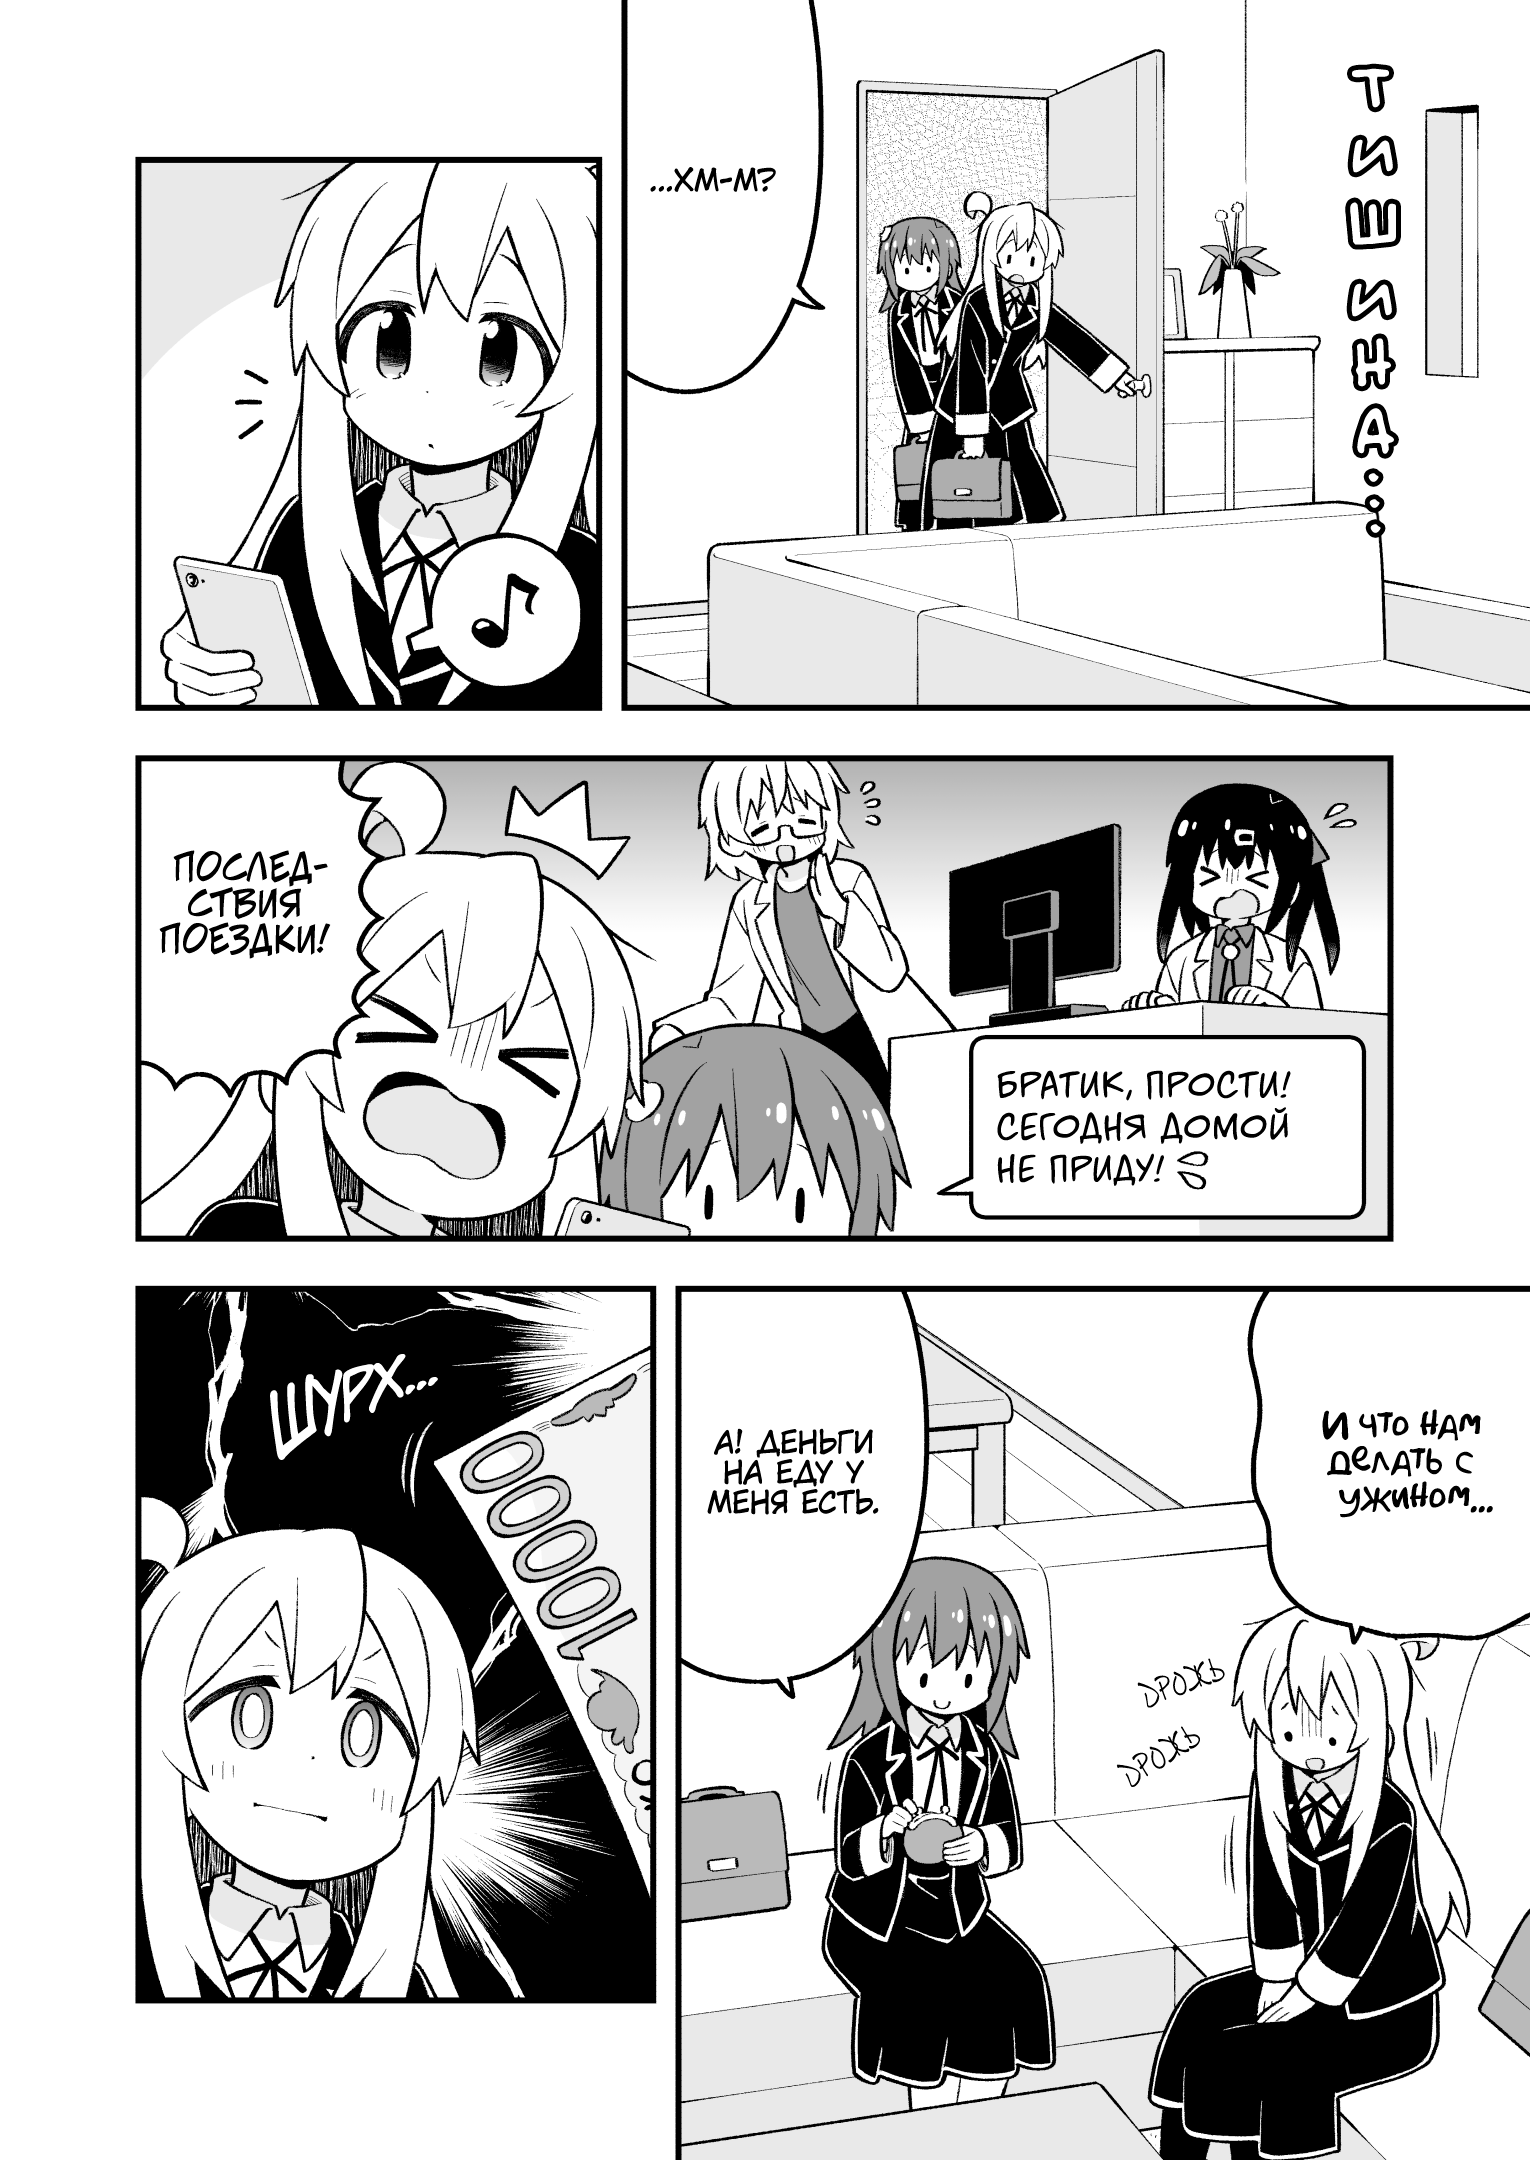 ТИШИНА...
...ХМ-М?
БРАТИК, ПРОСТИ!
СЕГОДНЯ ДОМОЙ
НЕ ПРИДУ!
ПОСЛЕД-
СТВИЯ
ПОЕЗДКИ!
И ЧТО НАМ
ДЕЛАТЬ С
УЖИНОМ...
ДРОЖЬ
ДРОЖЬ
А! ДЕНЬГИ
НА ЕДУ У
МЕНЯ ЕСТЬ.
ШУРХ...
10000